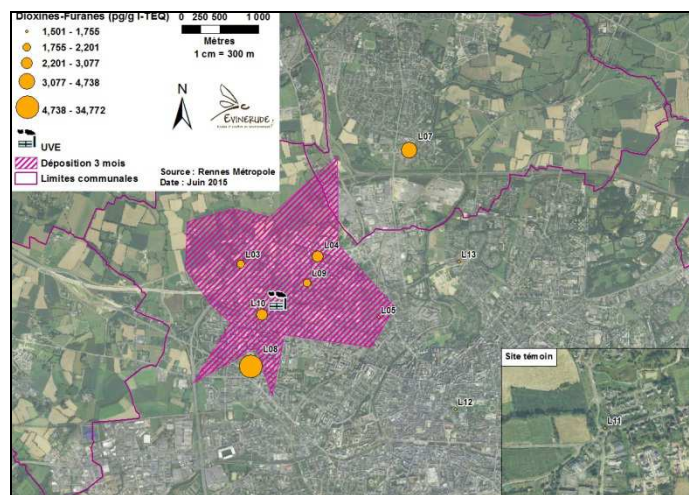 Dioxines-Furanes (pg/g I-TEQ)
1,501 - 1,755
1,755 - 2,201
2,201 - 3,077
3,077 - 4,738
4,738 - 34,772
UVE
Déposition 3 mois
Limites communales
0 250 500 1 000
Mètres
1 cm = 300 m
N
EVINERUDE
Source : Rennes Métropole
Date : Juin 2015
L07
L03
L04
L13
L09
L10
L05
L08
L12
Site témoin
L11